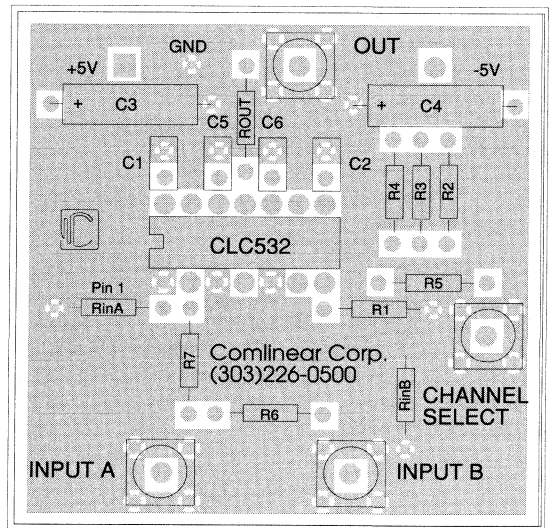 GND
OUT
+5V
-5V
+ C3
C5
ROUT
C6
+ C4
C1
C2
R4
R3
R2
CLC532
Pin 1
RinA
R5
R1
R7
Comlinear Corp.
(303)226-0500
RinB
CHANNEL
SELECT
R6
INPUT A
INPUT B